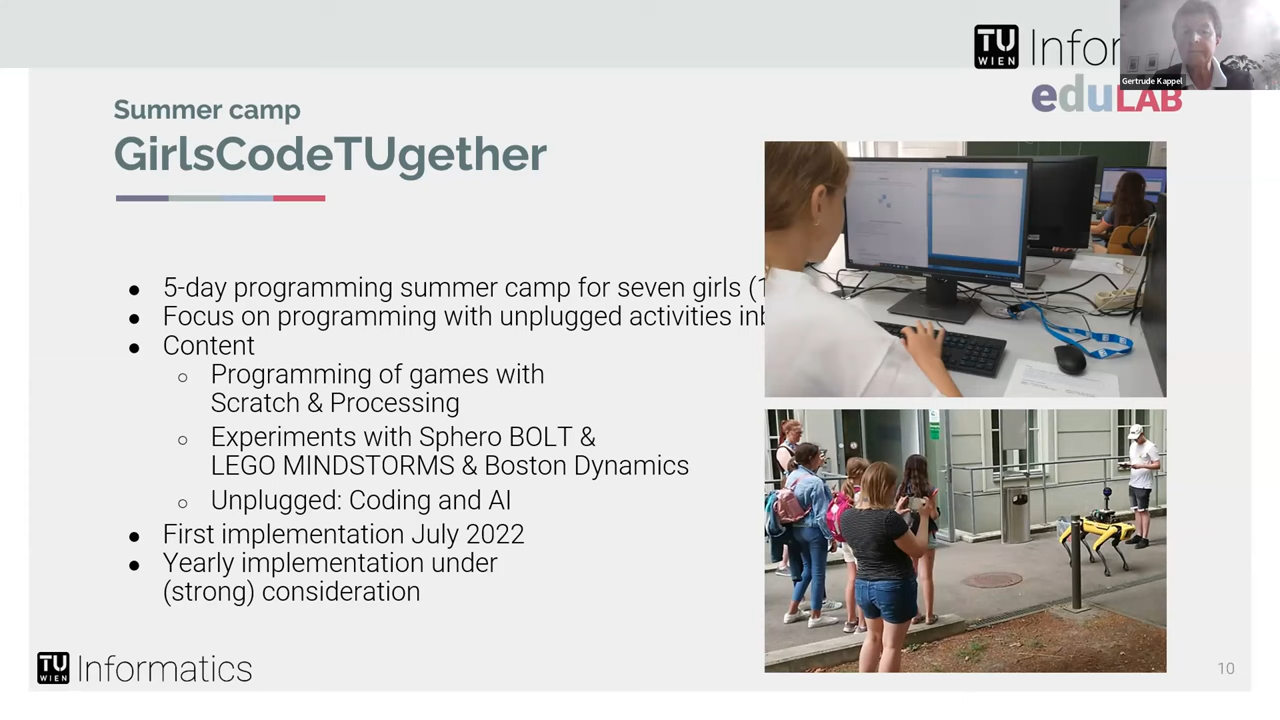 TU
WIEN
Infor
Gertrude Kappel
eduLAB
Summer camp
GirlsCodeTUgether
● 5-day programming summer camp for seven girls (1
● Focus on programming with unplugged activities inb
● Content
○ Programming of games with
Scratch & Processing
○ Experiments with Sphero BOLT &
LEGO MINDSTORMS & Boston Dynamics
○ Unplugged: Coding and AI
● First implementation July 2022
● Yearly implementation under
(strong) consideration
TU
WIEN
Informatics
10